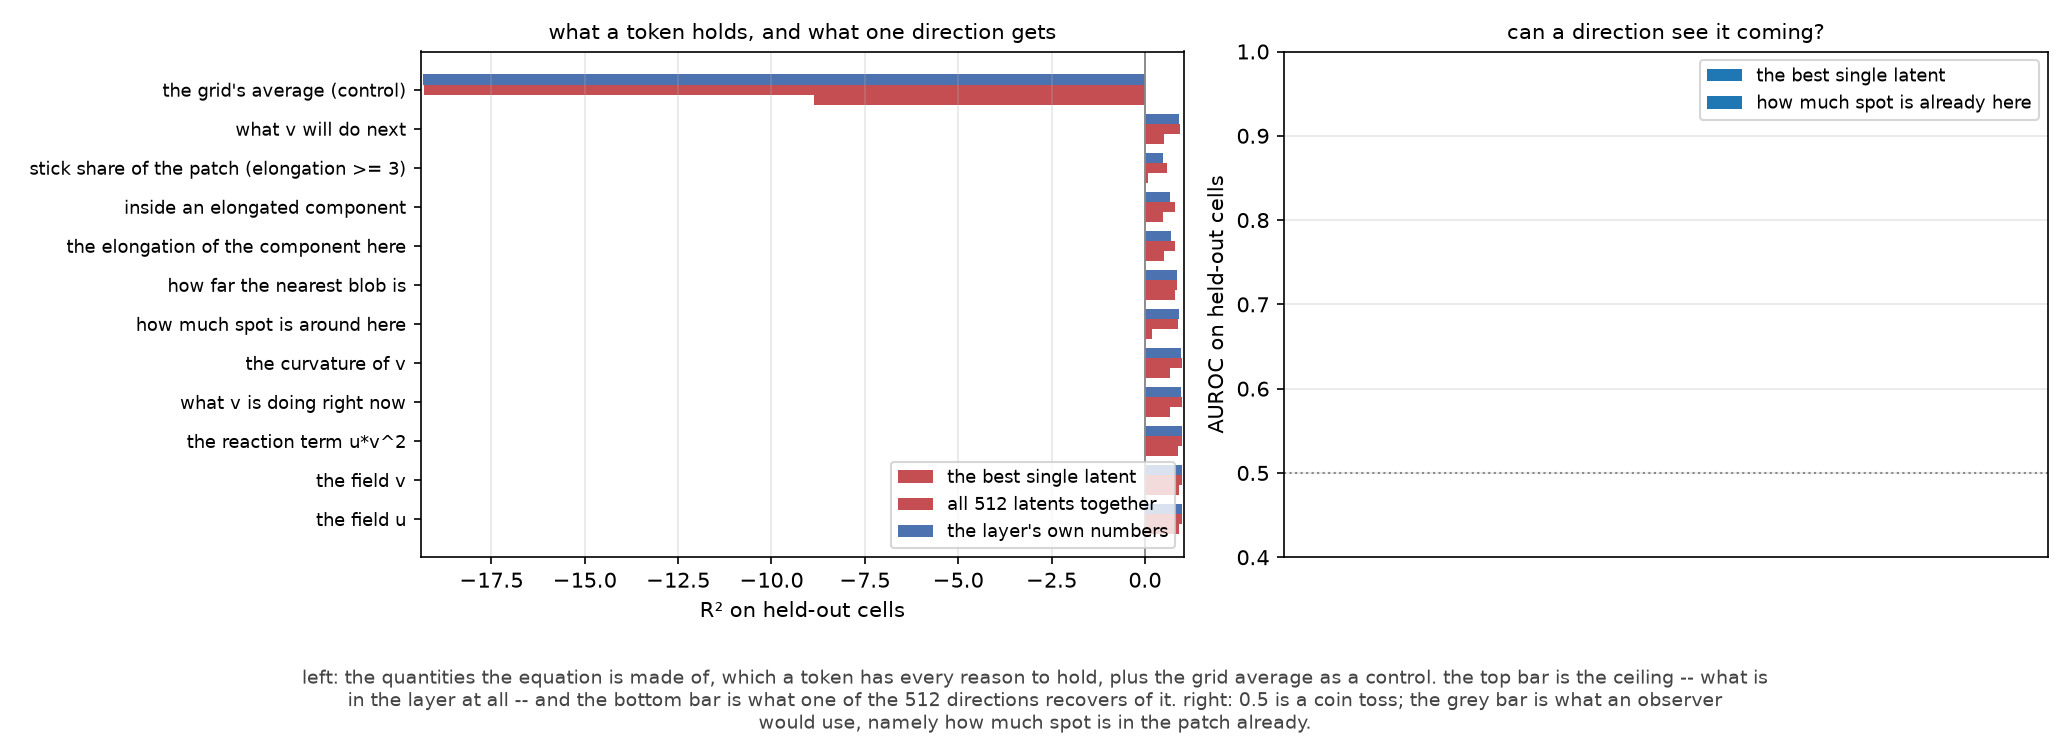 what a token holds, and what one direction gets
the grid's average (control)
what v will do next
stick share of the patch (elongation >= 3)
inside an elongated component
the elongation of the component here
how far the nearest blob is
how much spot is around here
the curvature of v
what v is doing right now
the reaction term u*v^2
the field v
the field u
the best single latent
all 512 latents together
the layer's own numbers
−17.5
−15.0
−12.5
−10.0
−7.5
−5.0
−2.5
0.0
R² on held-out cells
can a direction see it coming?
the best single latent
how much spot is already here
1.0
0.9
0.8
0.7
0.6
0.5
0.4
AUROC on held-out cells
left: the quantities the equation is made of, which a token has every reason to hold, plus the grid average as a control. the top bar is the ceiling -- what is
in the layer at all -- and the bottom bar is what one of the 512 directions recovers of it. right: 0.5 is a coin toss; the grey bar is what an observer
would use, namely how much spot is in the patch already.